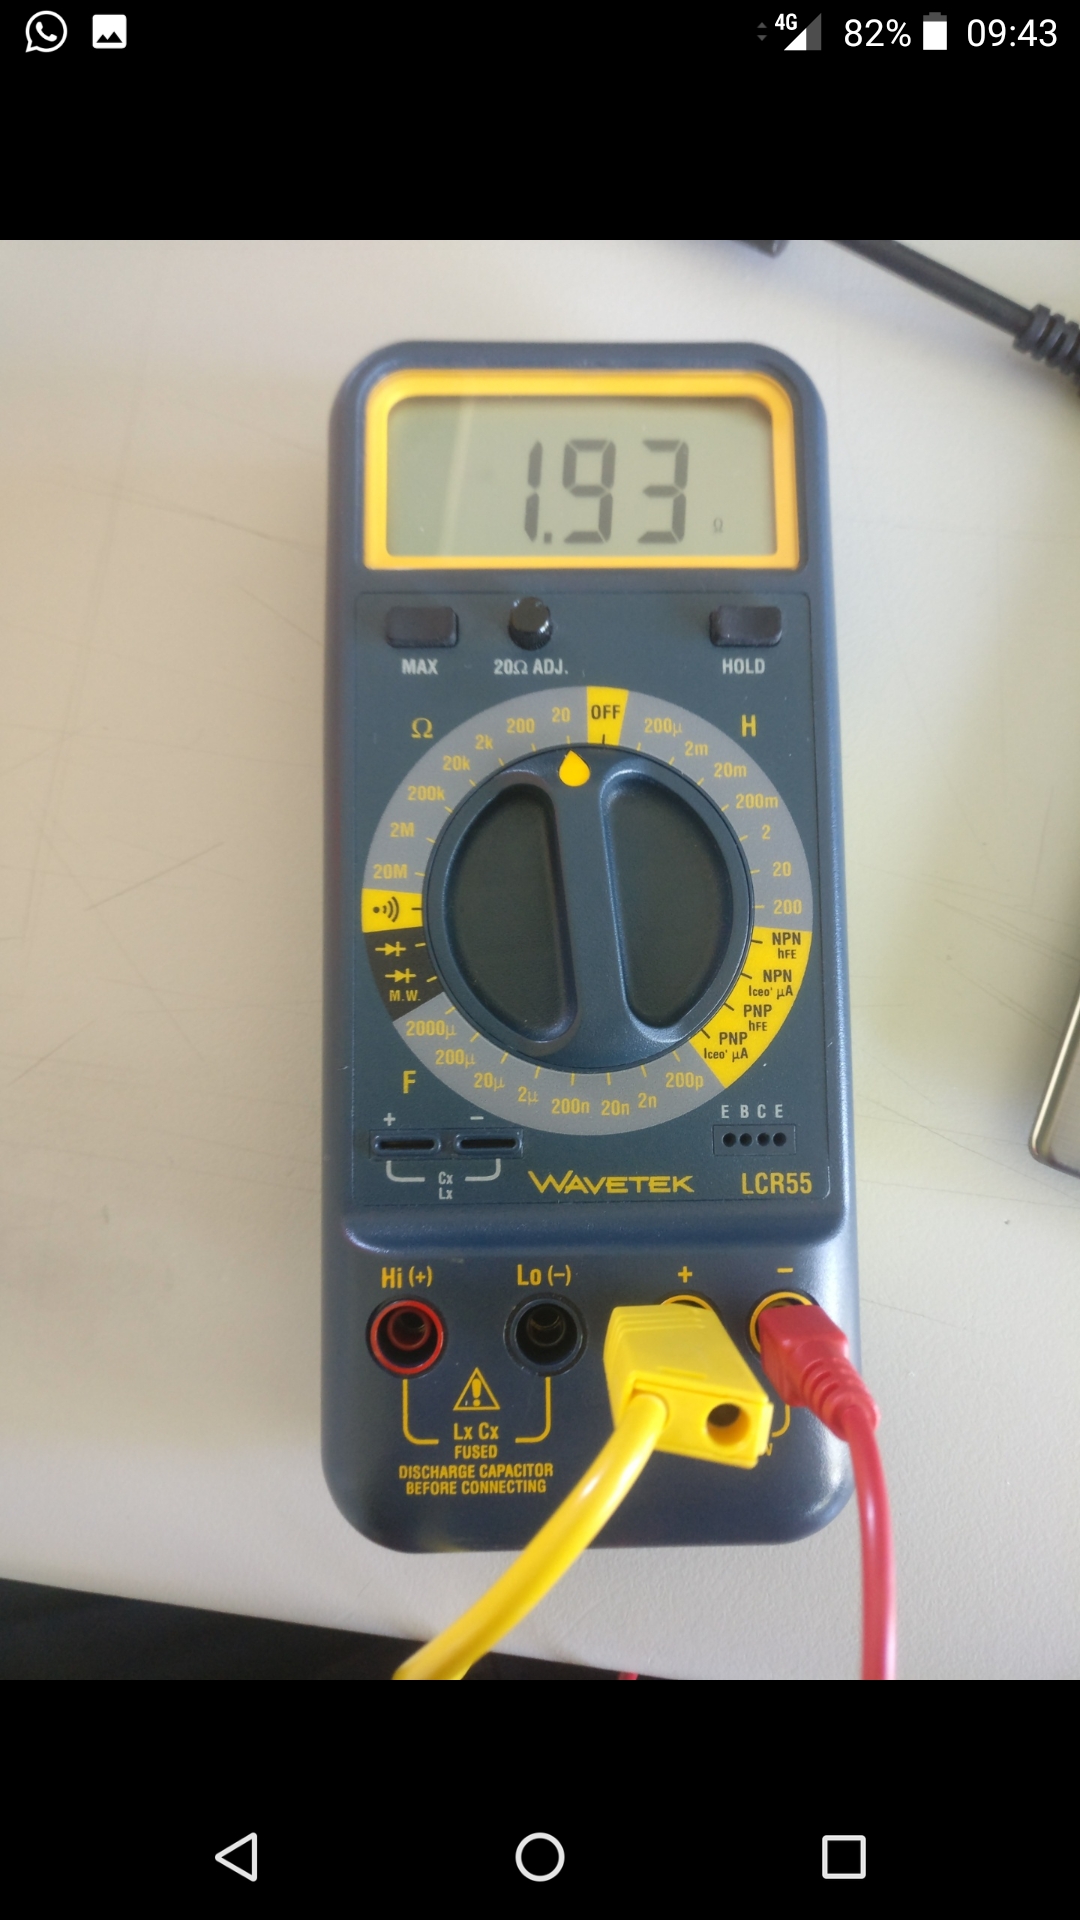 4G 82% 09:43
1.93 Ω
MAX 20Ω ADJ. HOLD
Ω H
OFF
20
200
2k
20k
200k
2M
20M
M.W.
200µ
2m
20m
200m
2
20
200
NPN
hFE
NPN
Iceo' µA
PNP
hFE
PNP
Iceo' µA
F
2000µ
200µ
20µ
2µ
200n
20n
2n
200p
E B C E
+ −
Cx
Lx
WAVETEK LCR55
Hi (+) Lo (−) + −
Lx Cx
FUSED
DISCHARGE CAPACITOR
BEFORE CONNECTING